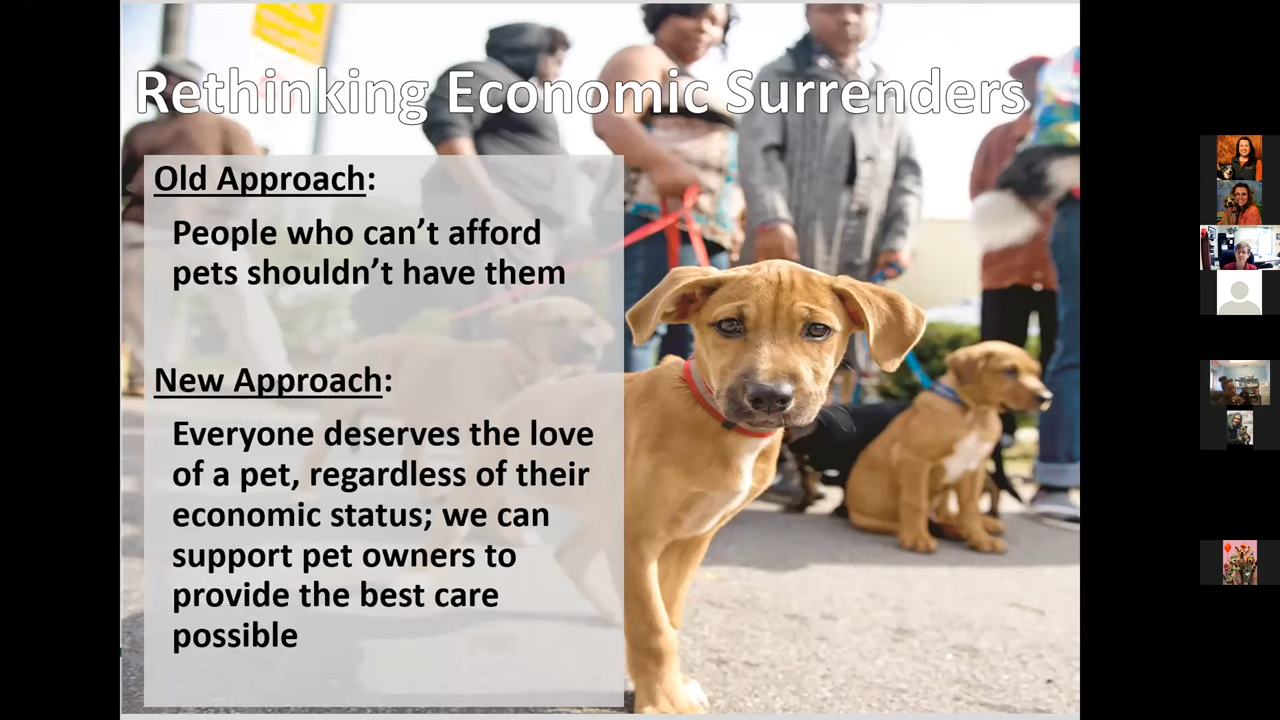 Rethinking Economic Surrenders
Old Approach:
People who can’t afford
pets shouldn’t have them
New Approach:
Everyone deserves the love
of a pet, regardless of their
economic status; we can
support pet owners to
provide the best care
possible